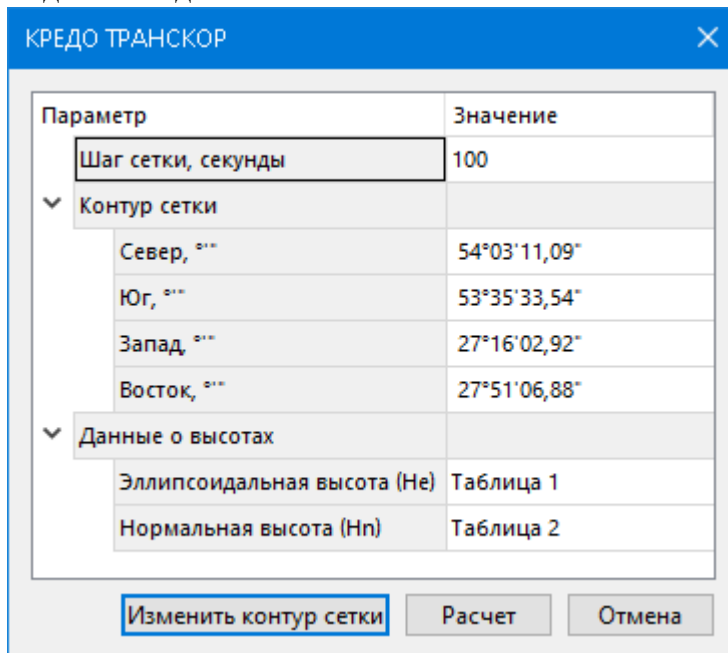 КРЕДО ТРАНСКОР
Параметр Значение
Шаг сетки, секунды 100
Контур сетки
Север, °'" 54°03'11,09"
Юг, °'" 53°35'33,54"
Запад, °'" 27°16'02,92"
Восток, °'" 27°51'06,88"
Данные о высотах
Эллипсоидальная высота (He) Таблица 1
Нормальная высота (Hn) Таблица 2
Изменить контур сетки Расчет Отмена